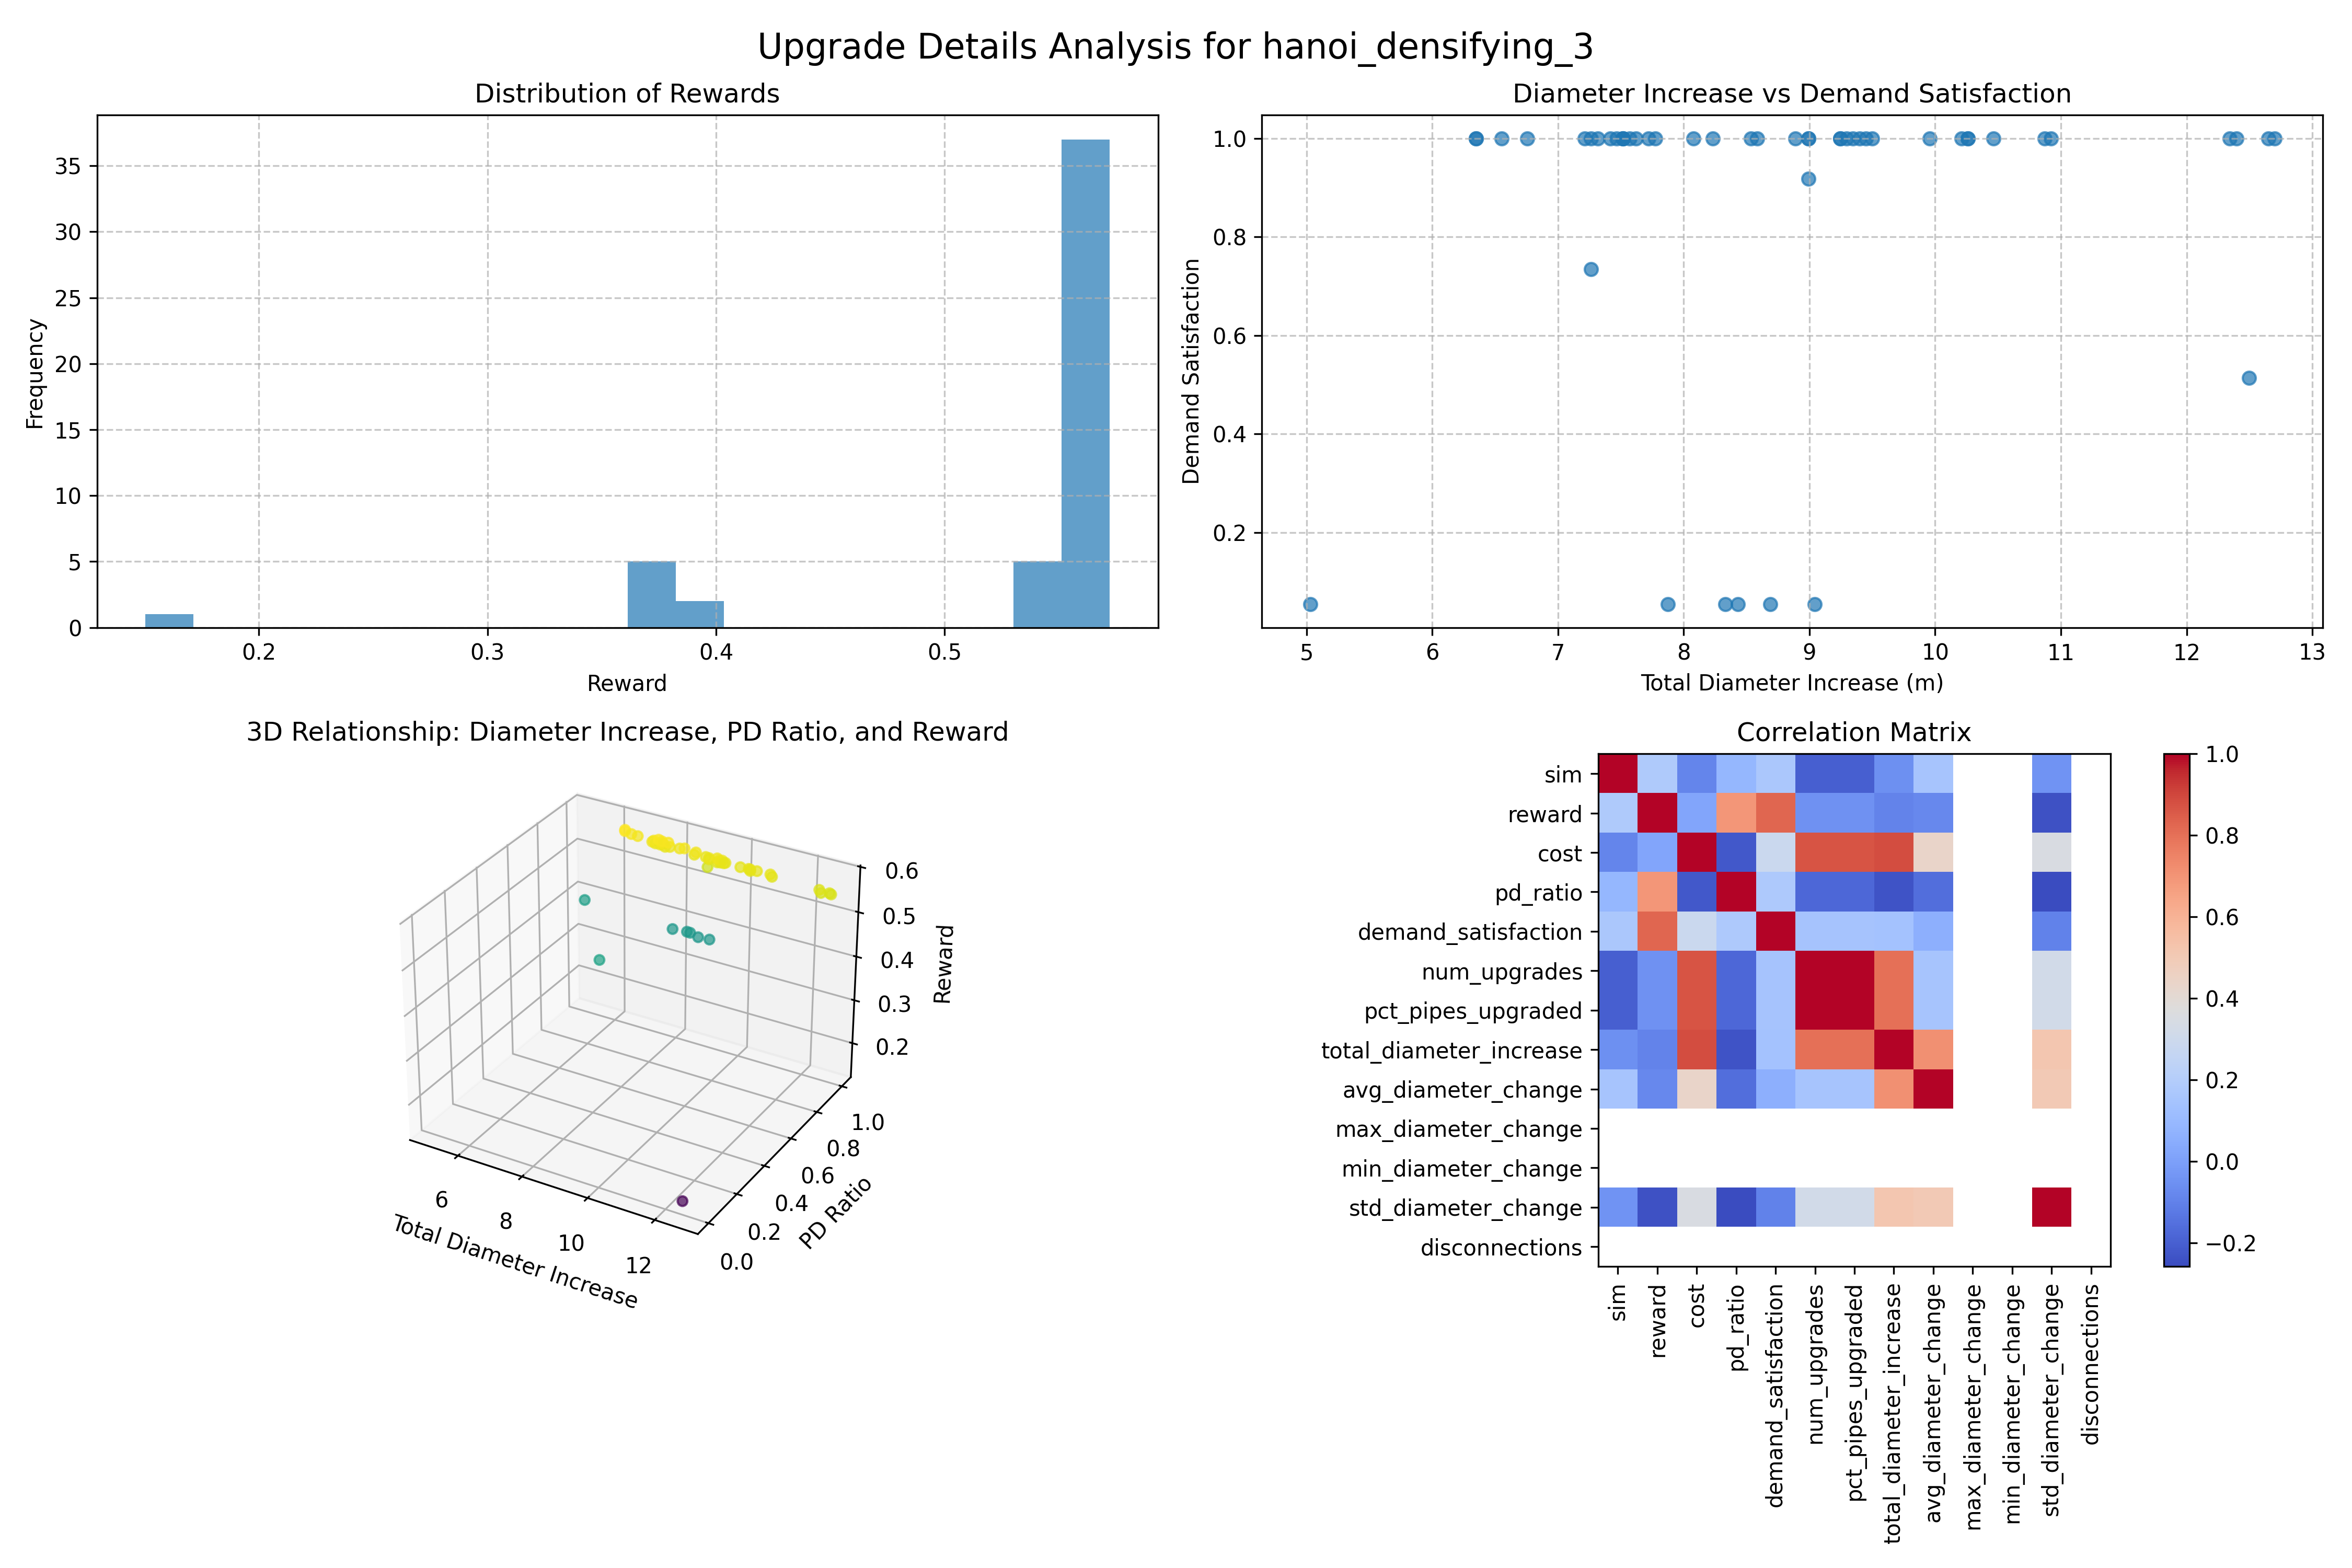 Upgrade Details Analysis for hanoi_densifying_3
Distribution of Rewards
Frequency
35
30
25
20
15
10
5
0
0.2 0.3 0.4 0.5
Reward
Diameter Increase vs Demand Satisfaction
Demand Satisfaction
1.0
0.8
0.6
0.4
0.2
5 6 7 8 9 10 11 12 13
Total Diameter Increase (m)
3D Relationship: Diameter Increase, PD Ratio, and Reward
0.6
0.5
0.4
0.3
0.2
Reward
1.0
0.8
0.6
0.4
0.2
0.0
PD Ratio
6
8
10
12
Total Diameter Increase
Correlation Matrix
sim
reward
cost
pd_ratio
demand_satisfaction
num_upgrades
pct_pipes_upgraded
total_diameter_increase
avg_diameter_change
max_diameter_change
min_diameter_change
std_diameter_change
disconnections
sim
reward
cost
pd_ratio
demand_satisfaction
num_upgrades
pct_pipes_upgraded
total_diameter_increase
avg_diameter_change
max_diameter_change
min_diameter_change
std_diameter_change
disconnections
1.0
0.8
0.6
0.4
0.2
0.0
−0.2